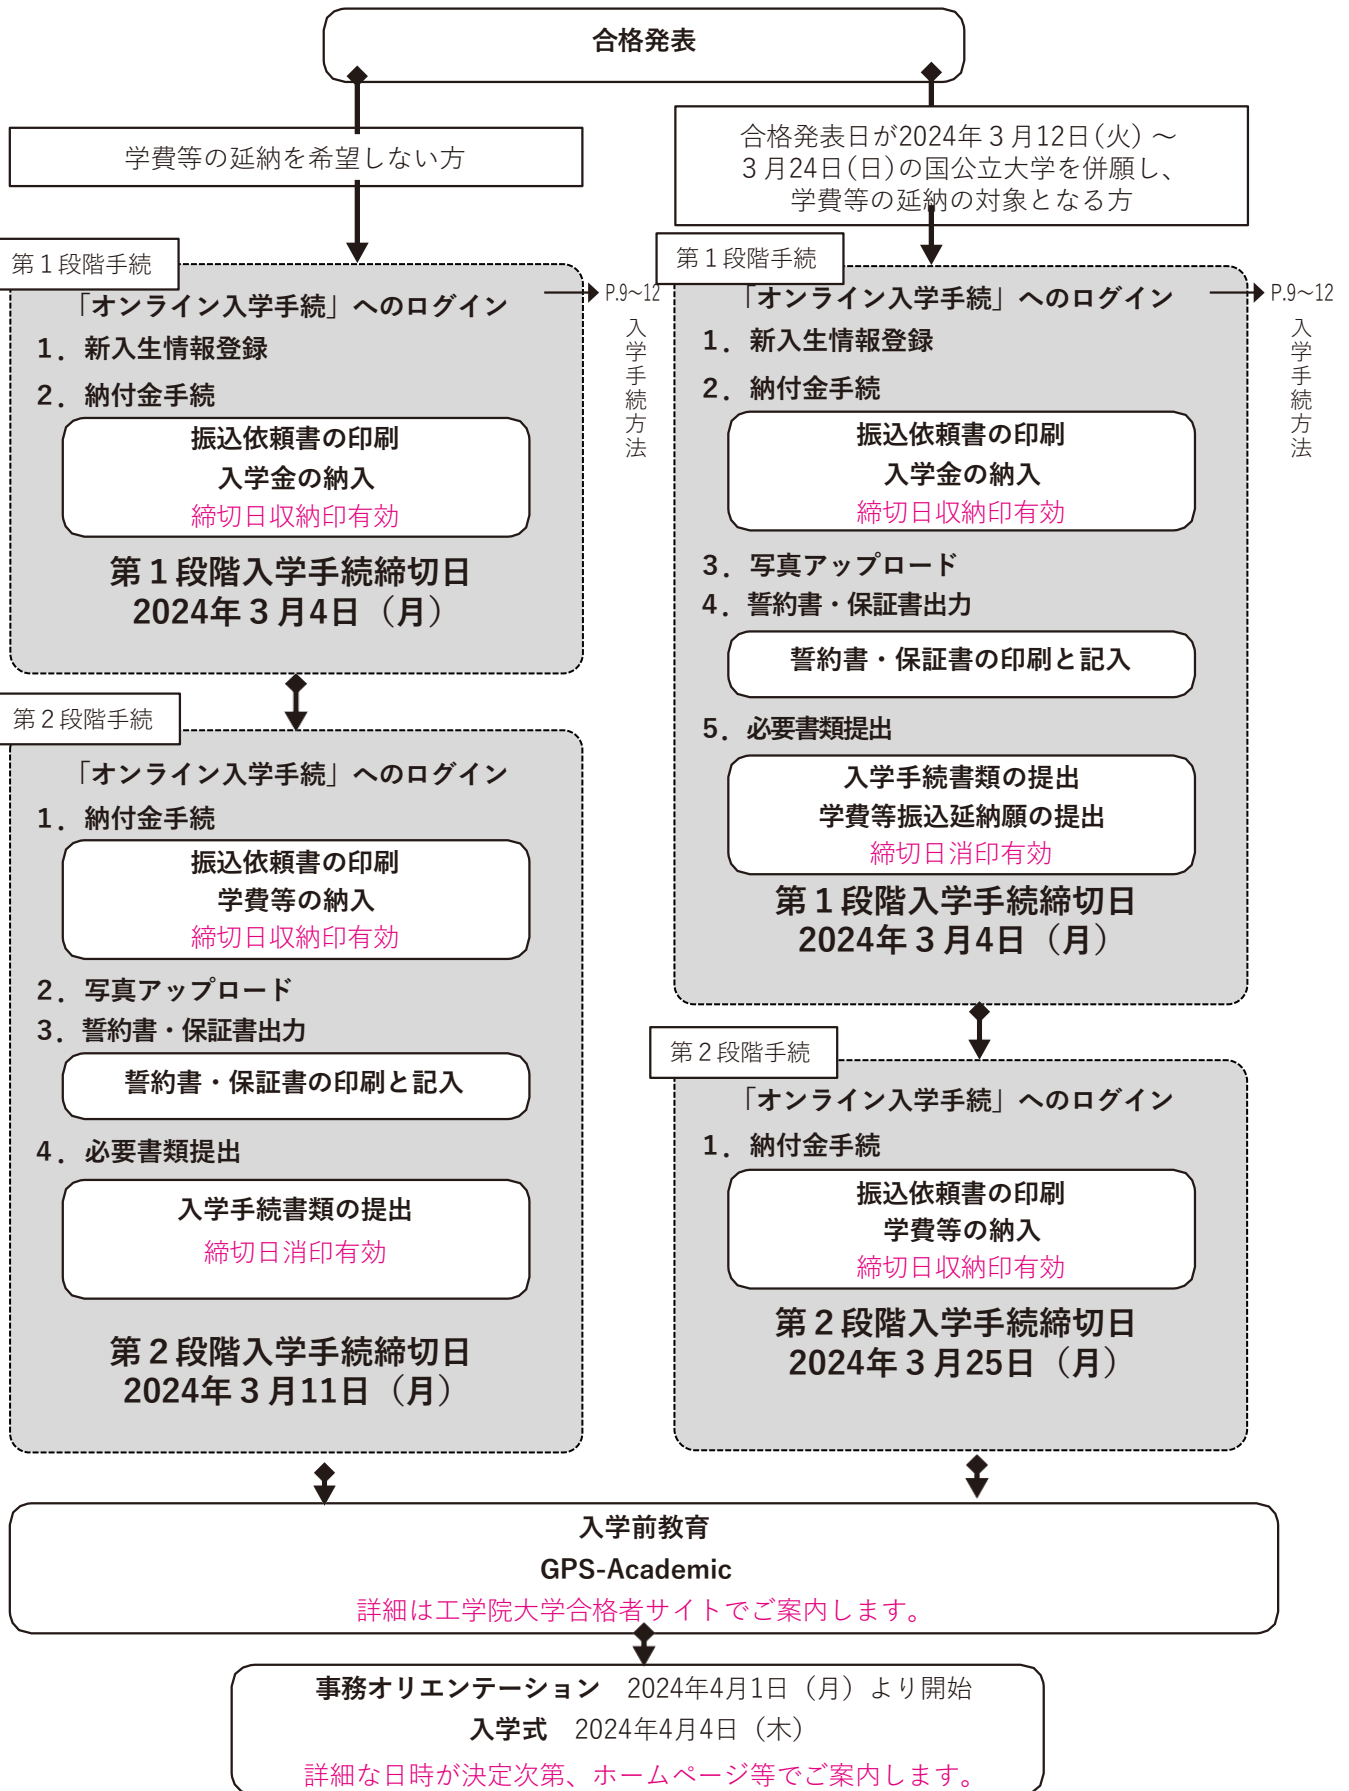 合格発表
学費等の延納を希望しない方
第１段階手続
「オンライン入学手続」へのログイン
P.9～12
入学手続方法
1．新入生情報登録
2．納付金手続
振込依頼書の印刷
入学金の納入
締切日収納印有効
第１段階入学手続締切日
2024年３月4日（月）
第２段階手続
「オンライン入学手続」へのログイン
1．納付金手続
振込依頼書の印刷
学費等の納入
締切日収納印有効
2．写真アップロード
3．誓約書・保証書出力
誓約書・保証書の印刷と記入
4．必要書類提出
入学手続書類の提出
締切日消印有効
第２段階入学手続締切日
2024年３月11日（月）
合格発表日が2024年３月12日(火)～
３月24日(日)の国公立大学を併願し、
学費等の延納の対象となる方
第１段階手続
「オンライン入学手続」へのログイン
P.9～12
入学手続方法
1．新入生情報登録
2．納付金手続
振込依頼書の印刷
入学金の納入
締切日収納印有効
3．写真アップロード
4．誓約書・保証書出力
誓約書・保証書の印刷と記入
5．必要書類提出
入学手続書類の提出
学費等振込延納願の提出
締切日消印有効
第１段階入学手続締切日
2024年３月4日（月）
第２段階手続
「オンライン入学手続」へのログイン
1．納付金手続
振込依頼書の印刷
学費等の納入
締切日収納印有効
第２段階入学手続締切日
2024年３月25日（月）
入学前教育
GPS-Academic
詳細は工学院大学合格者サイトでご案内します。
事務オリエンテーション　2024年4月1日（月）より開始
入学式　2024年4月4日（木）
詳細な日時が決定次第、ホームページ等でご案内します。